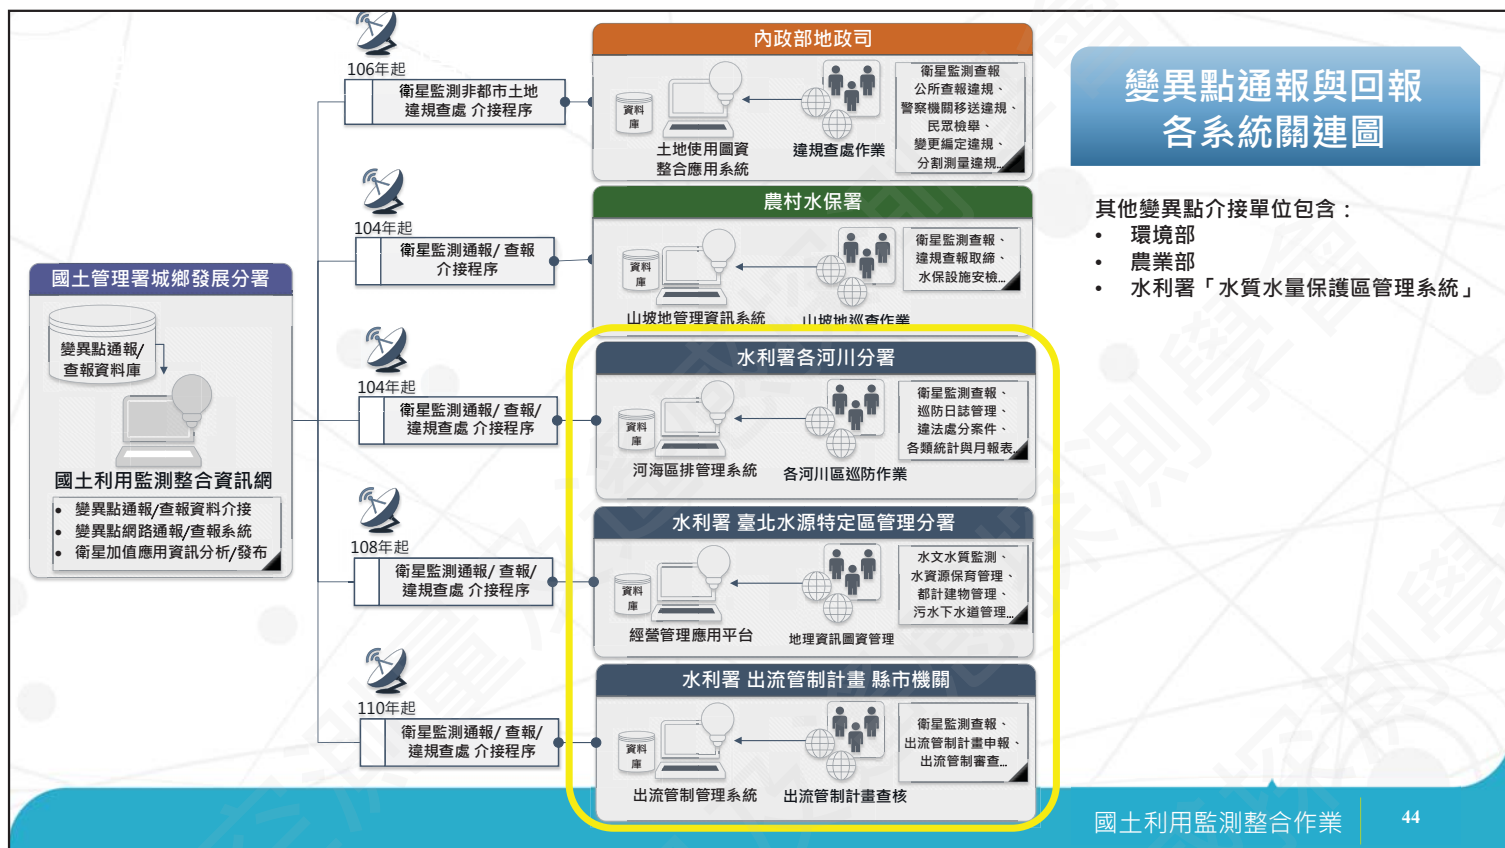 變異點通報與回報
各系統關連圖
其他變異點介接單位包含：
• 環境部
• 農業部
• 水利署「水質水量保護區管理系統」
國土管理署城鄉發展分署
變異點通報/
查報資料庫
國土利用監測整合資訊網
• 變異點通報/查報資料介接
• 變異點網路通報/查報系統
• 衛星加值應用資訊分析/發布
106年起
衛星監測非都市土地
違規查處 介接程序
內政部地政司
資料
庫
土地使用圖資
整合應用系統
違規查處作業
衛星監測查報
公所查報違規、
警察機關移送違規、
民眾檢舉、
變更編定違規、
分割測量違規...
104年起
衛星監測通報/ 查報
介接程序
農村水保署
資料
庫
山坡地管理資訊系統
山坡地巡查作業
衛星監測查報、
違規查報取締、
水保設施安檢...
104年起
衛星監測通報/ 查報/
違規查處 介接程序
水利署各河川分署
資料
庫
河海區排管理系統
各河川區巡防作業
衛星監測查報、
巡防日誌管理、
違法處分案件、
各類統計與月報表...
108年起
衛星監測通報/ 查報/
違規查處 介接程序
水利署 臺北水源特定區管理分署
資料
庫
經營管理應用平台
地理資訊圖資管理
水文水質監測、
水資源保育管理、
都計建物管理、
污水下水道管理...
110年起
衛星監測通報/ 查報/
違規查處 介接程序
水利署 出流管制計畫 縣市機關
資料
庫
出流管制管理系統
出流管制計畫查核
衛星監測查報、
出流管制計畫申報、
出流管制審查...
國土利用監測整合作業
44